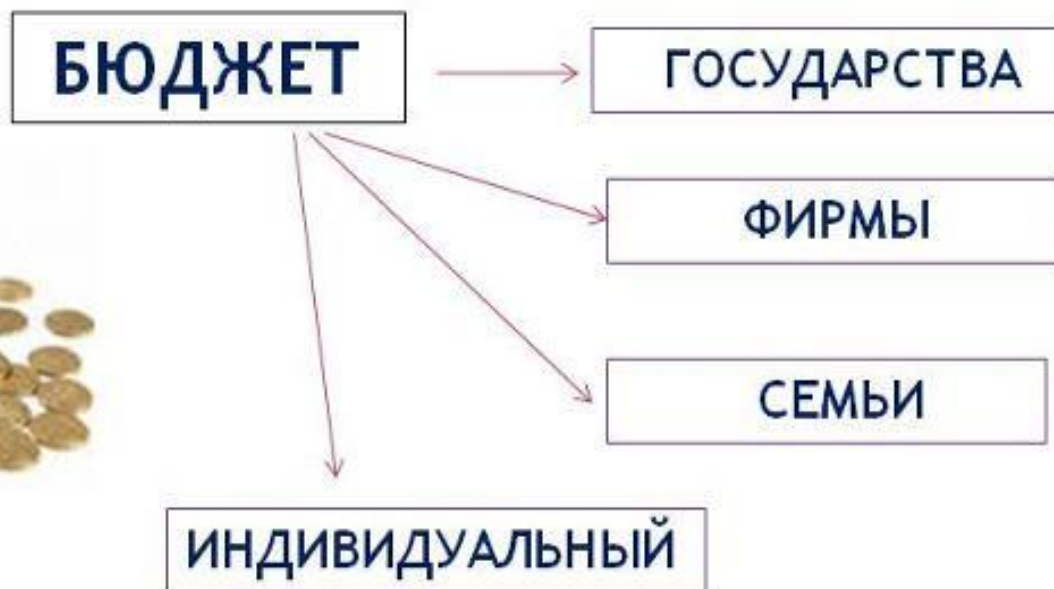 БЮДЖЕТ
ГОСУДАРСТВА
ФИРМЫ
СЕМЬИ
ИНДИВИДУАЛЬНЫЙ